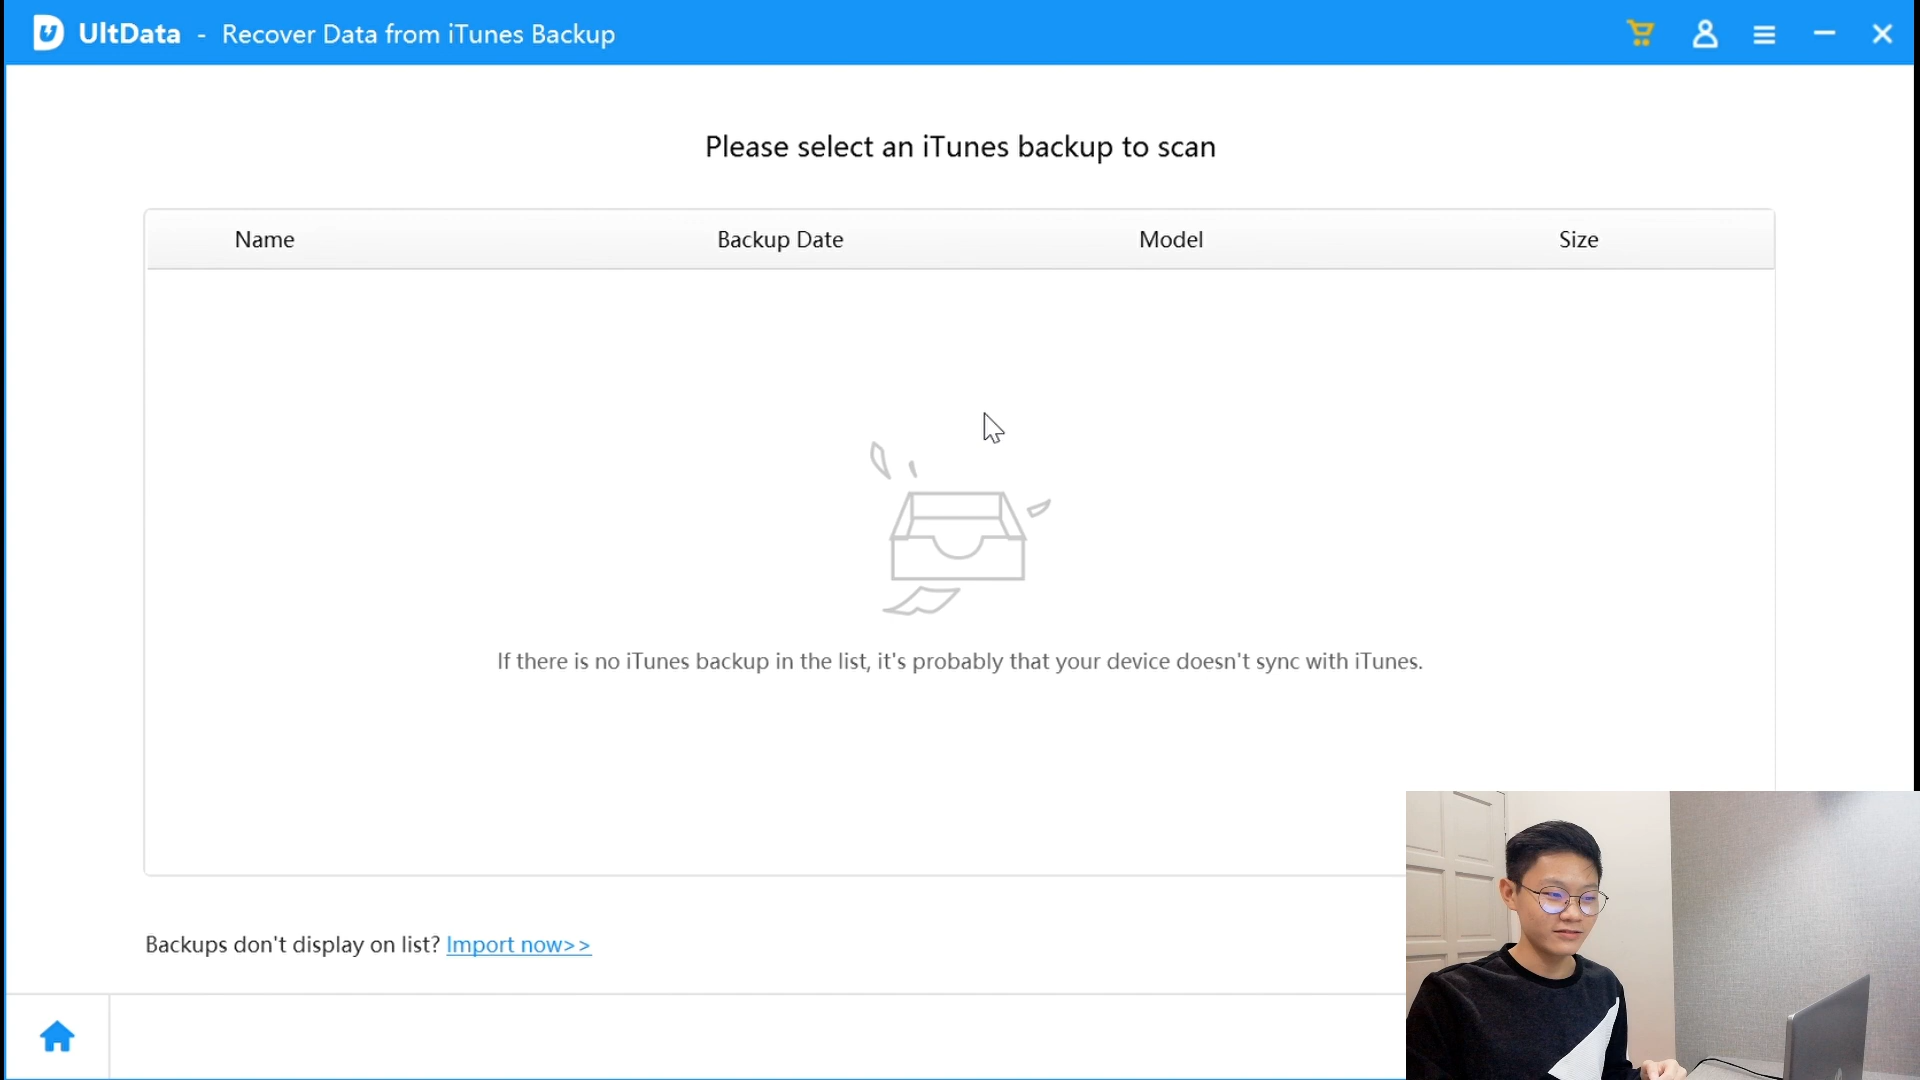 UltData - Recover Data from iTunes Backup
Please select an iTunes backup to scan
Name Backup Date Model Size
If there is no iTunes backup in the list, it's probably that your device doesn't sync with iTunes.
Backups don't display on list? Import now>>